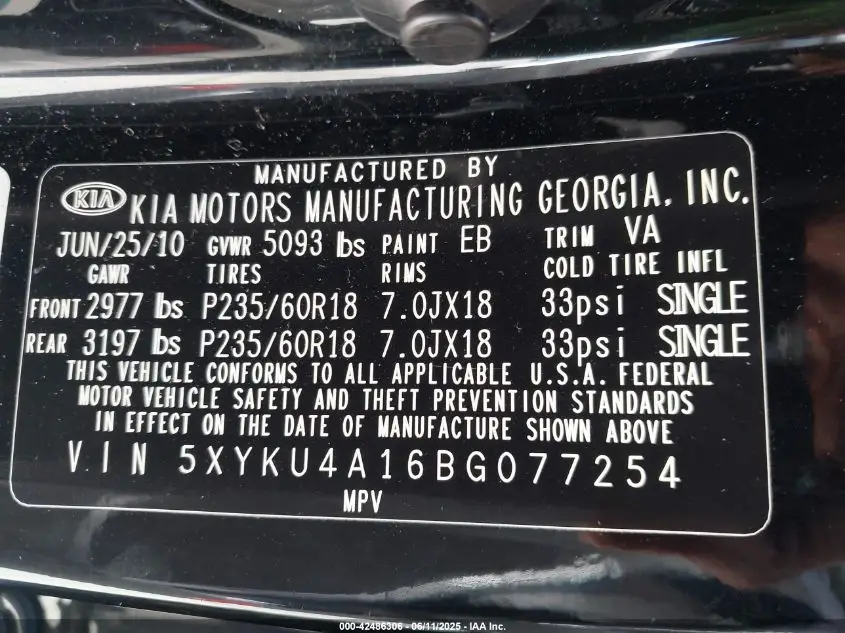 MANUFACTURED BY
KIA KIA MOTORS MANUFACTURING GEORGIA, INC.
JUN/25/10 GVWR 5093 lbs PAINT EB TRIM VA
GAWR TIRES RIMS COLD TIRE INFL
FRONT 2977 lbs P235/60R18 7.0JX18 33psi SINGLE
REAR 3197 lbs P235/60R18 7.0JX18 33psi SINGLE
THIS VEHICLE CONFORMS TO ALL APPLICABLE U.S.A. FEDERAL
MOTOR VEHICLE SAFETY AND THEFT PREVENTION STANDARDS
IN EFFECT ON THE DATE OF MANUFACTURE SHOWN ABOVE
VIN 5XYKU4A16BG077254
MPV
000-42486306 - 06/11/2025 - IAA Inc.